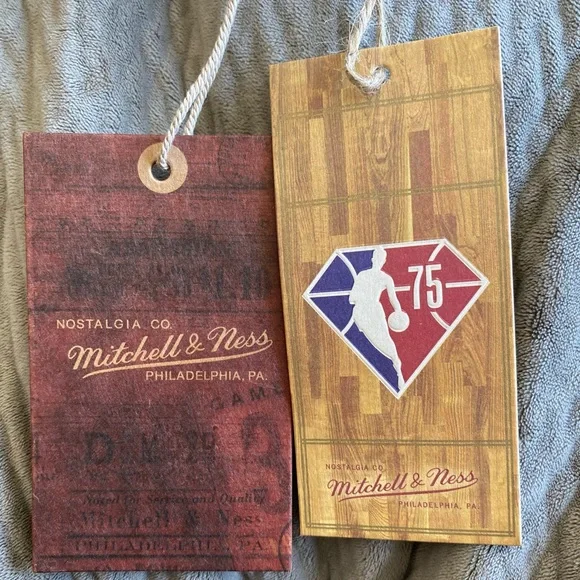 NOSTALGIA CO.
Mitchell & Ness
PHILADELPHIA, PA.
GAM
Noted for Service and Quality
Mitchell & Ness
PHILADELPHIA, PA.
75
NOSTALGIA CO.
Mitchell & Ness
PHILADELPHIA, PA.